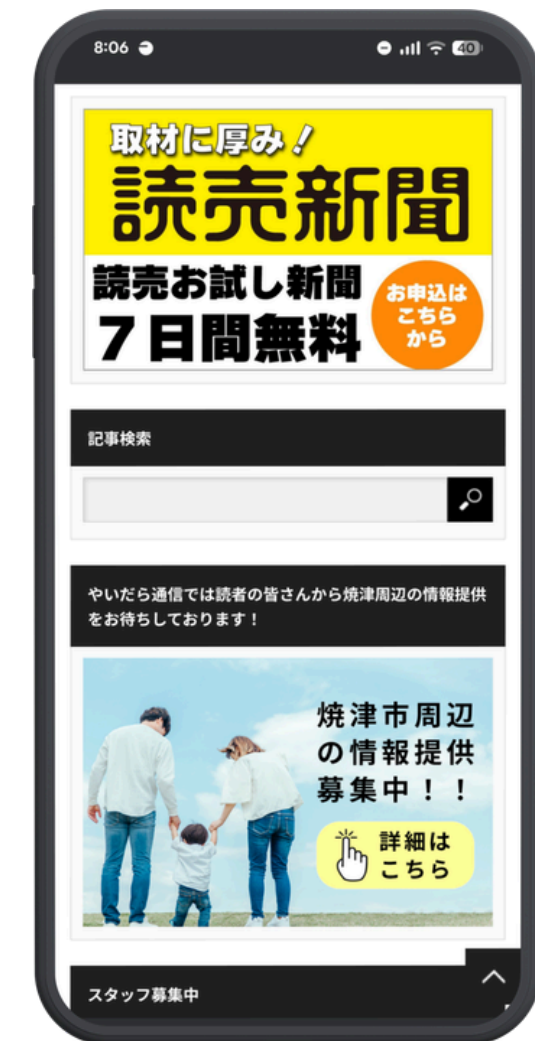 8:06
40
取材に厚み！
読売新聞
読売お試し新聞
7日間無料
お申込は
こちら
から
記事検索
やいだら通信では読者の皆さんから焼津周辺の情報提供
をお待ちしております！
焼津市周辺
の情報提供
募集中！！
詳細は
こちら
スタッフ募集中